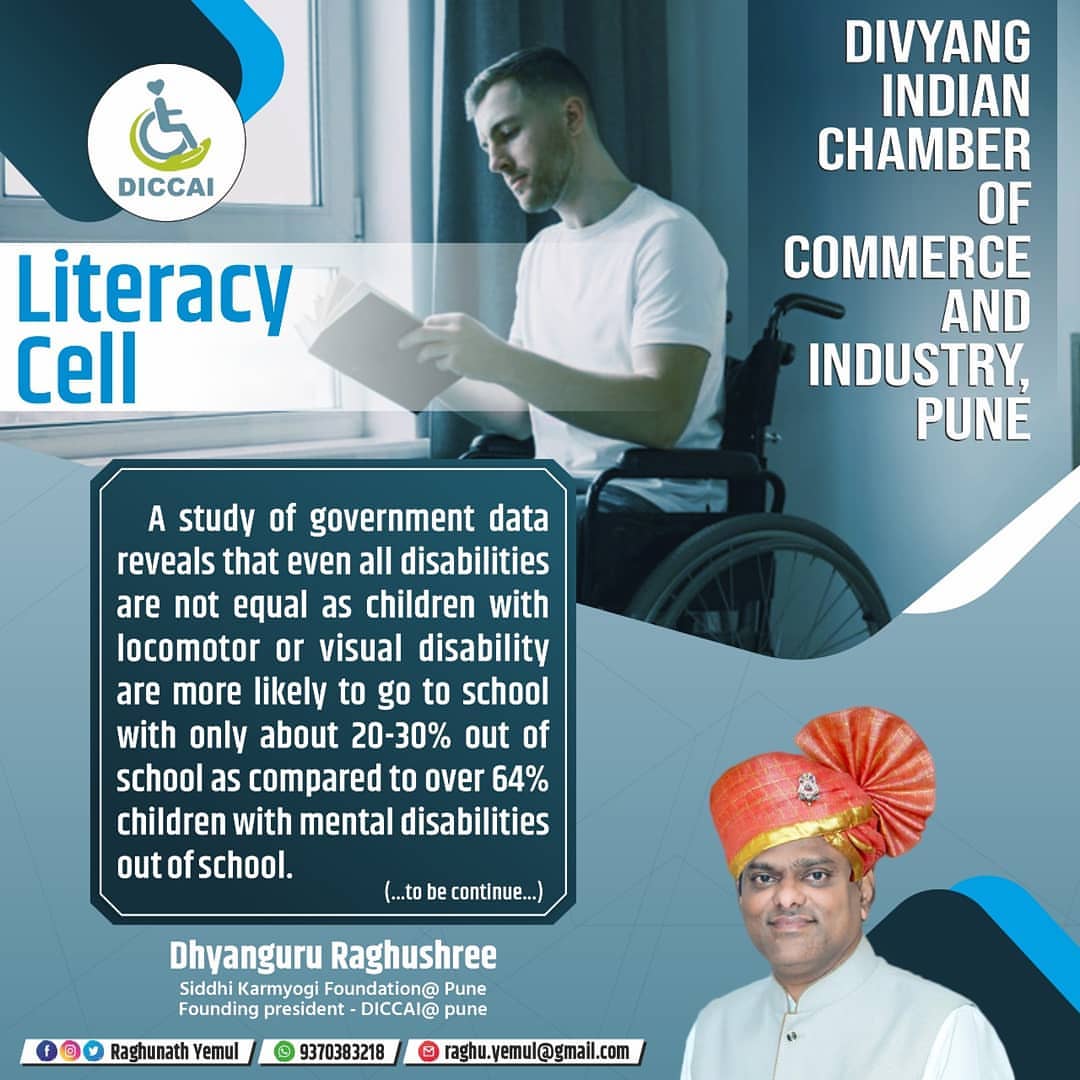 DICCAI
Literacy
Cell
DIVYANG
INDIAN
CHAMBER
OF
COMMERCE
AND
INDUSTRY,
PUNE
A study of government data
reveals that even all disabilities
are not equal as children with
locomotor or visual disability
are more likely to go to school
with only about 20-30% out of
school as compared to over 64%
children with mental disabilities
out of school.
(...to be continue...)
Dhyanguru Raghushree
Siddhi Karmyogi Foundation@ Pune
Founding president - DICCAI@ pune
Raghunath Yemul
9370383218
raghu.yemul@gmail.com